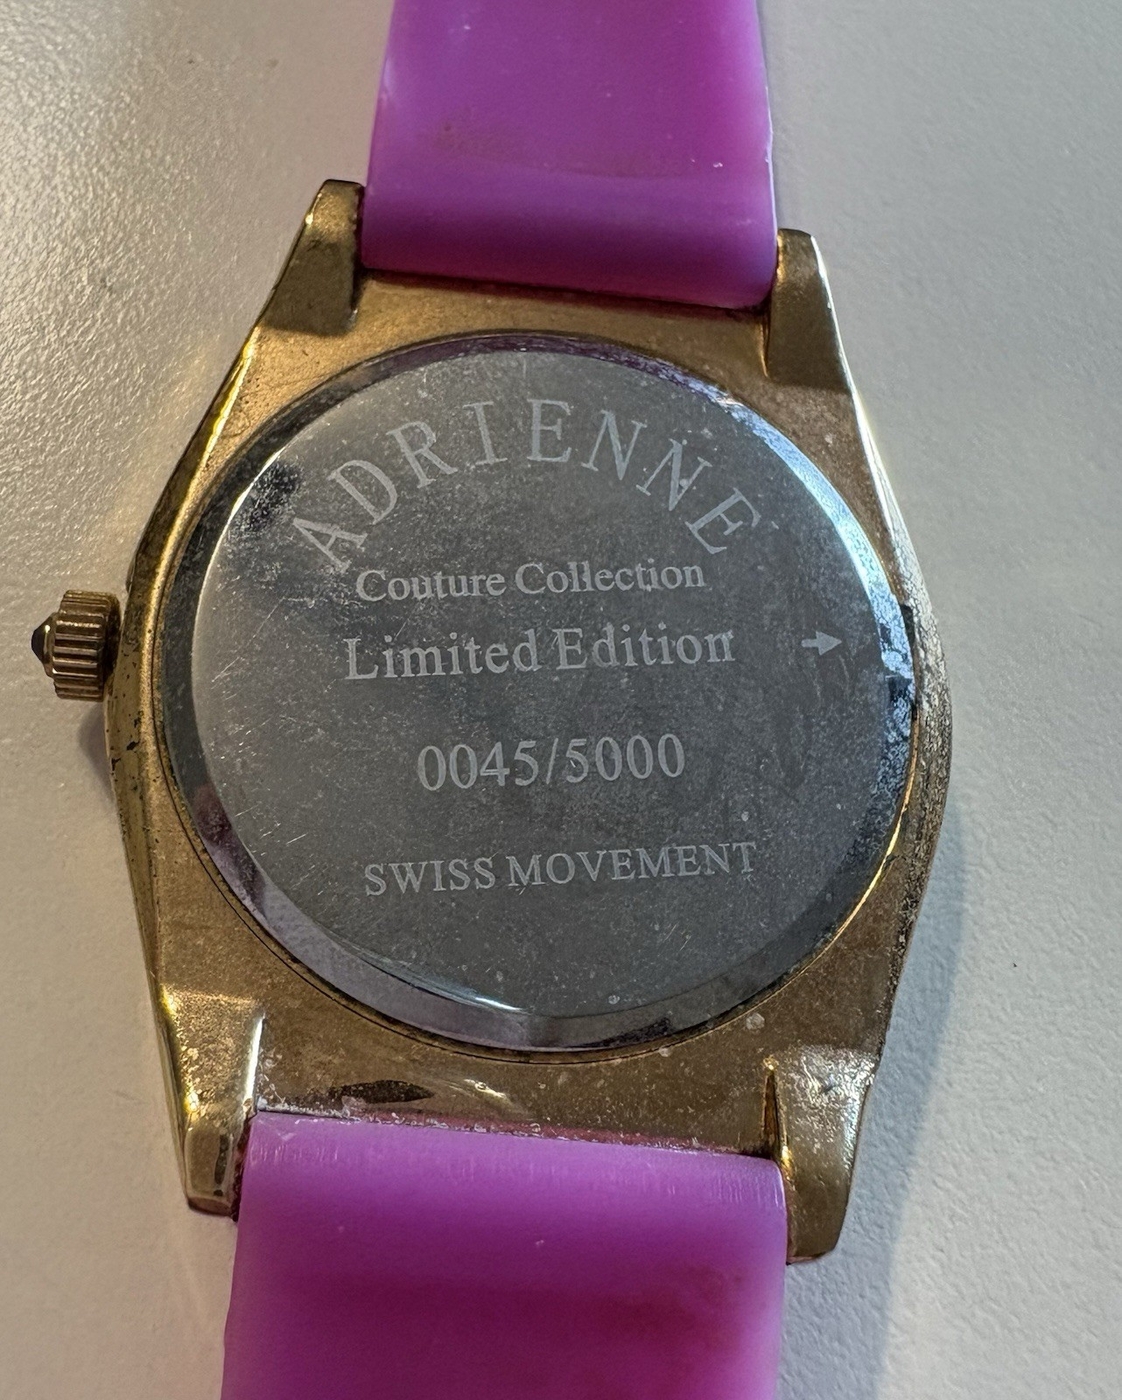 ADRIENNE
Couture Collection
Limited Edition
0045/5000
SWISS MOVEMENT